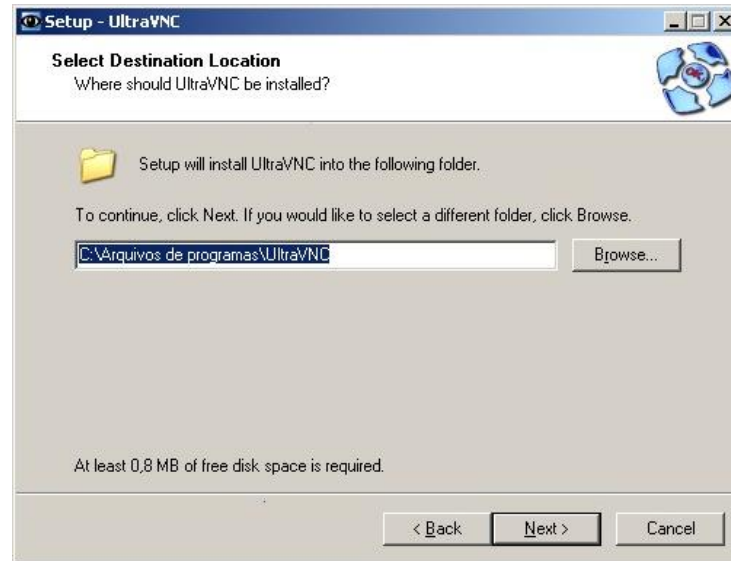 Setup - UltraVNC
Select Destination Location
Where should UltraVNC be installed?
Setup will install UltraVNC into the following folder.
To continue, click Next. If you would like to select a different folder, click Browse.
C:\Arquivos de programas\UltraVNC
Browse...
At least 0,8 MB of free disk space is required.
< Back
Next >
Cancel